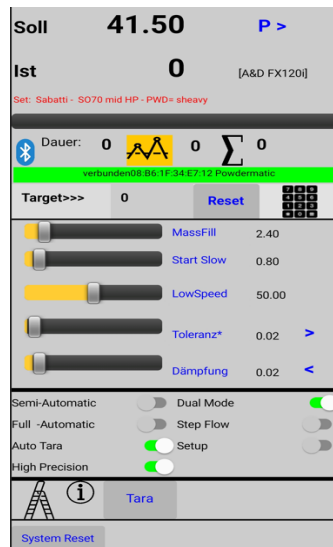 Soll 41.50 P >
Ist 0 [A&D FX120i]
Set: Sabatti - SO70 mid HP - PWD= sheavy
Dauer: 0 0 ∑ 0
verbunden08:B6:1F:34:E7:12 Powdermatic
Target>>> 0 Reset
MassFill 2.40
Start Slow 0.80
LowSpeed 50.00
Toleranz* 0.02 >
Dämpfung 0.02 <
Semi-Automatic Dual Mode
Full -Automatic Step Flow
Auto Tara Setup
High Precision
i Tara
System Reset